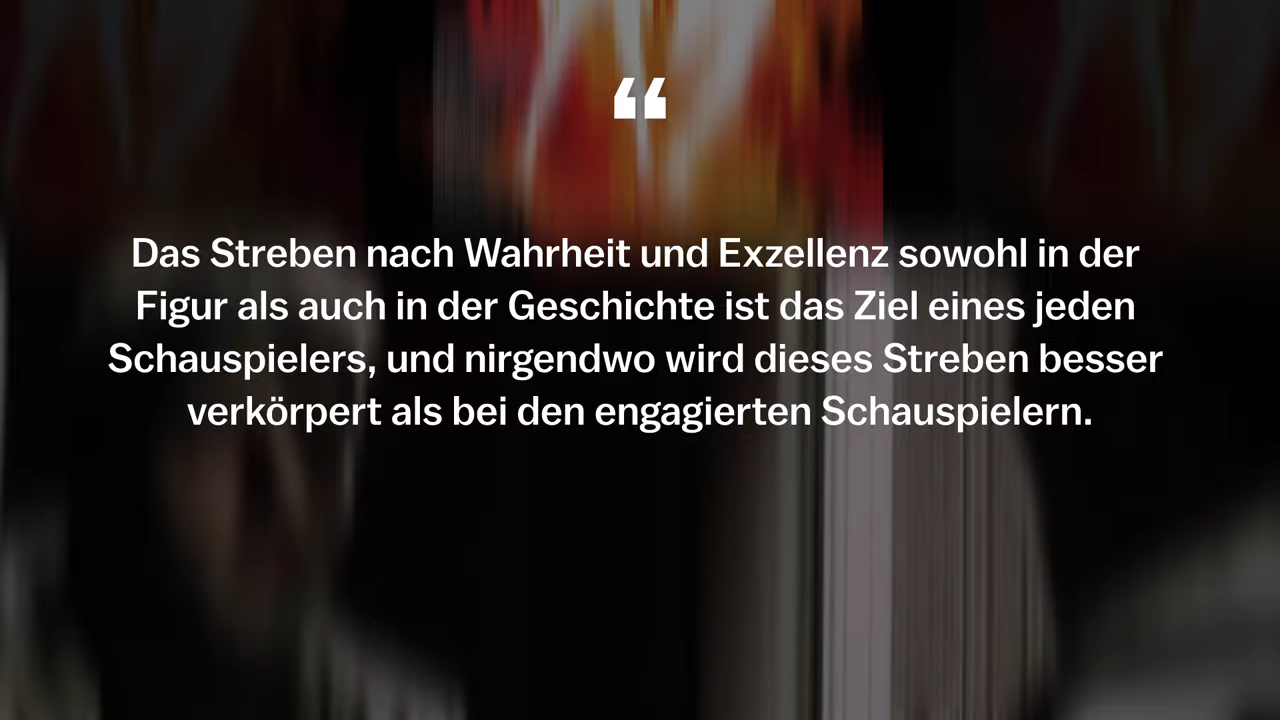 “
Das Streben nach Wahrheit und Exzellenz sowohl in der
Figur als auch in der Geschichte ist das Ziel eines jeden
Schauspielers, und nirgendwo wird dieses Streben besser
verkörpert als bei den engagierten Schauspielern.